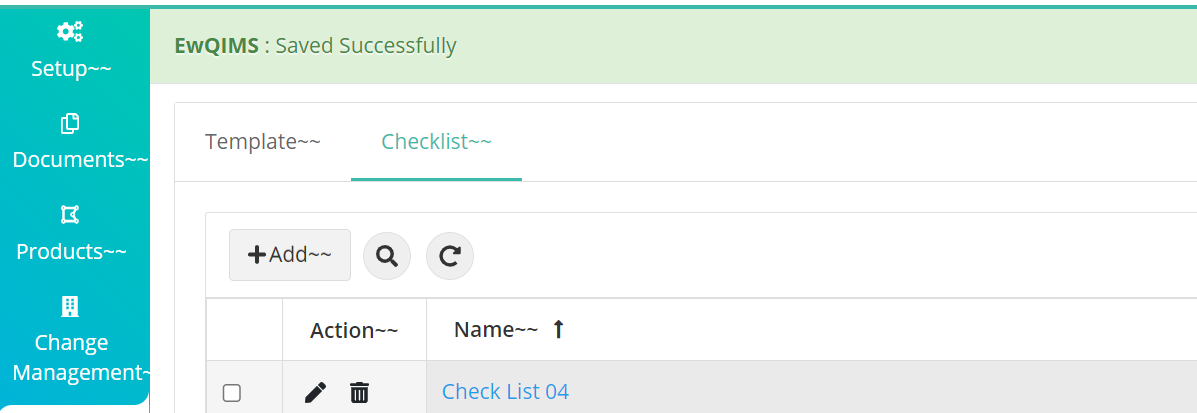 Setup~~
Documents~~
Products~~
Change
Management~
EwQIMS : Saved Successfully
Template~~
Checklist~~
Add~~
Action~~
Name~~
Check List 04